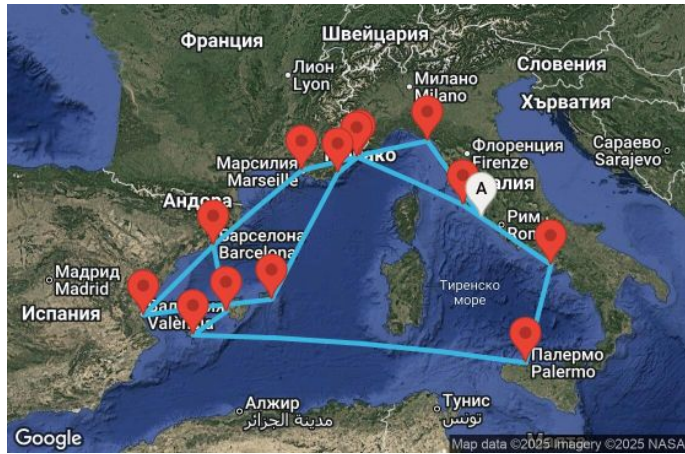 Франция
Швейцария
Словения
Лион
Lyon
Милано
Milano
Хърватия
Сараево
Sarajevo
Флоренция
Firenze
Марсилия
Marseille
Андора
A
Рим
Барселона
Barcelona
Мадрид
Madrid
Испания
València
Тиренско
море
Палермо
Palermo
Алжир
مدينة الجزائر
Тунис
تونس
Google
Map data ©2025 Imagery ©2025 NASA